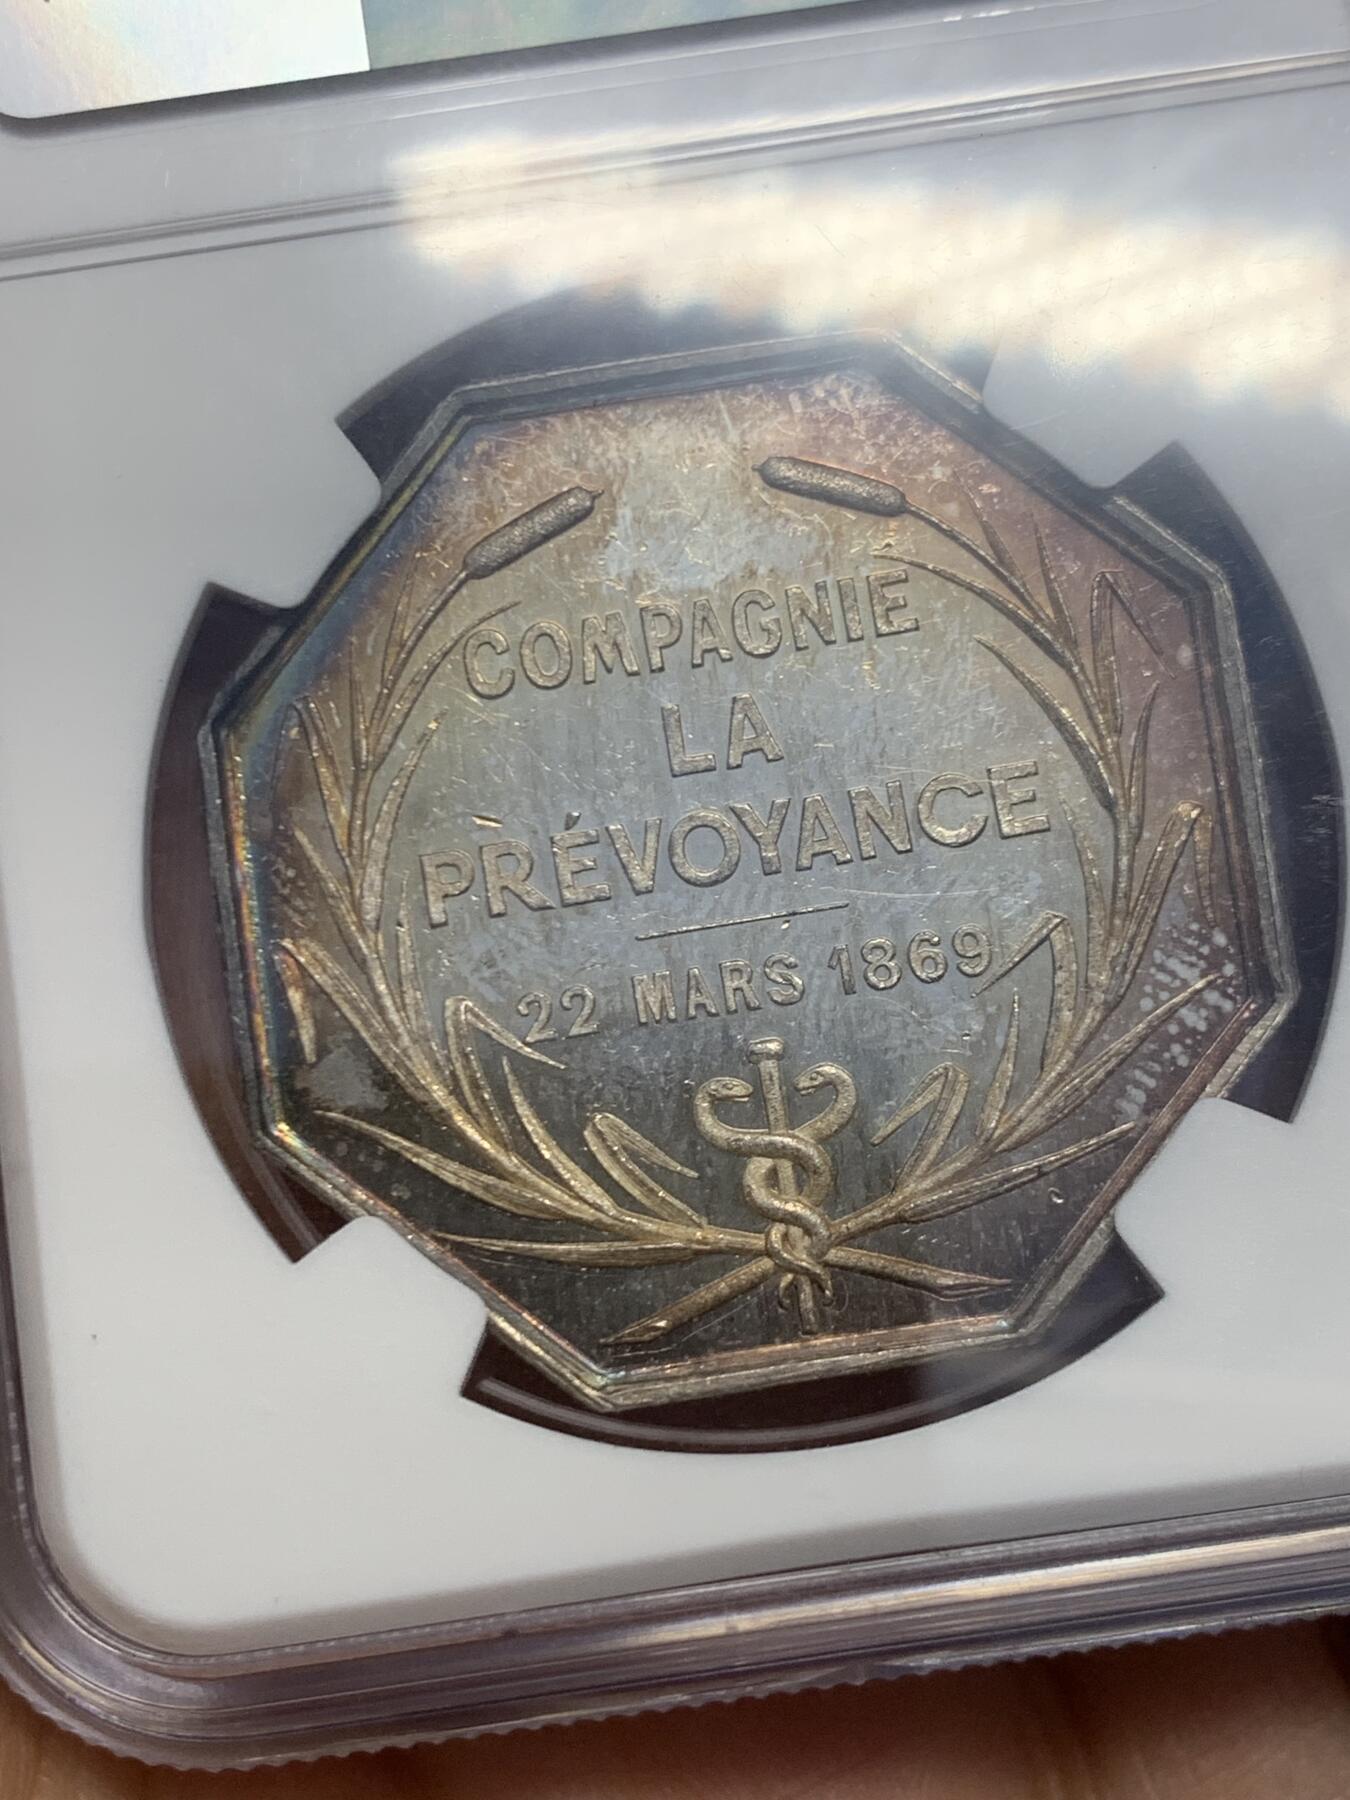 COMPAGNIE
LA
PRÉVOYANCE
22 MARS 1869